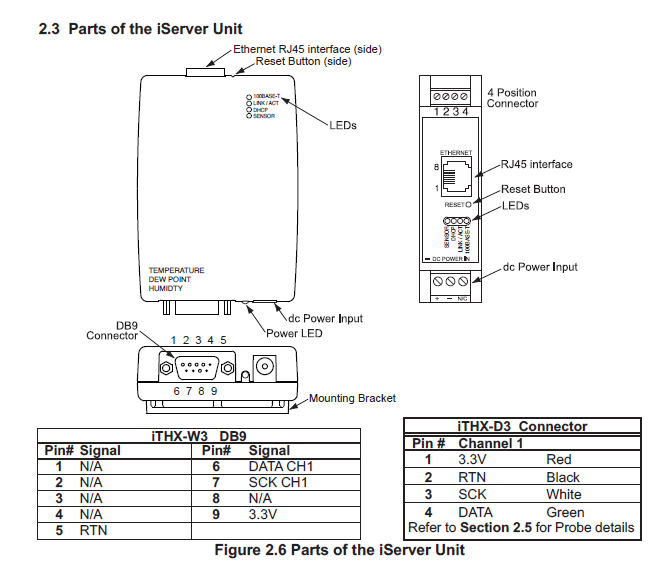 2.3 Parts of the iServer Unit
Ethernet RJ45 interface (side)
Reset Button (side)
100BASE-T
LINK / ACT
DHCP
SENSOR
LEDs
TEMPERATURE
DEW POINT
HUMIDTY
dc Power Input
Power LED
DB9
Connector
1 2 3 4 5
6 7 8 9
Mounting Bracket
4 Position
Connector
1 2 3 4
ETHERNET
8
1
RJ45 interface
RESET
Reset Button
LEDs
SENSOR
DHCP
LINK / ACT
100BASE-T
DC POWER IN
dc Power Input
+ – N/C
iTHX-W3 DB9
Pin# Signal Pin# Signal
1 N/A 6 DATA CH1
2 N/A 7 SCK CH1
3 N/A 8 N/A
4 N/A 9 3.3V
5 RTN
iTHX-D3 Connector
Pin # Channel 1
1 3.3V Red
2 RTN Black
3 SCK White
4 DATA Green
Refer to Section 2.5 for Probe details
Figure 2.6 Parts of the iServer Unit